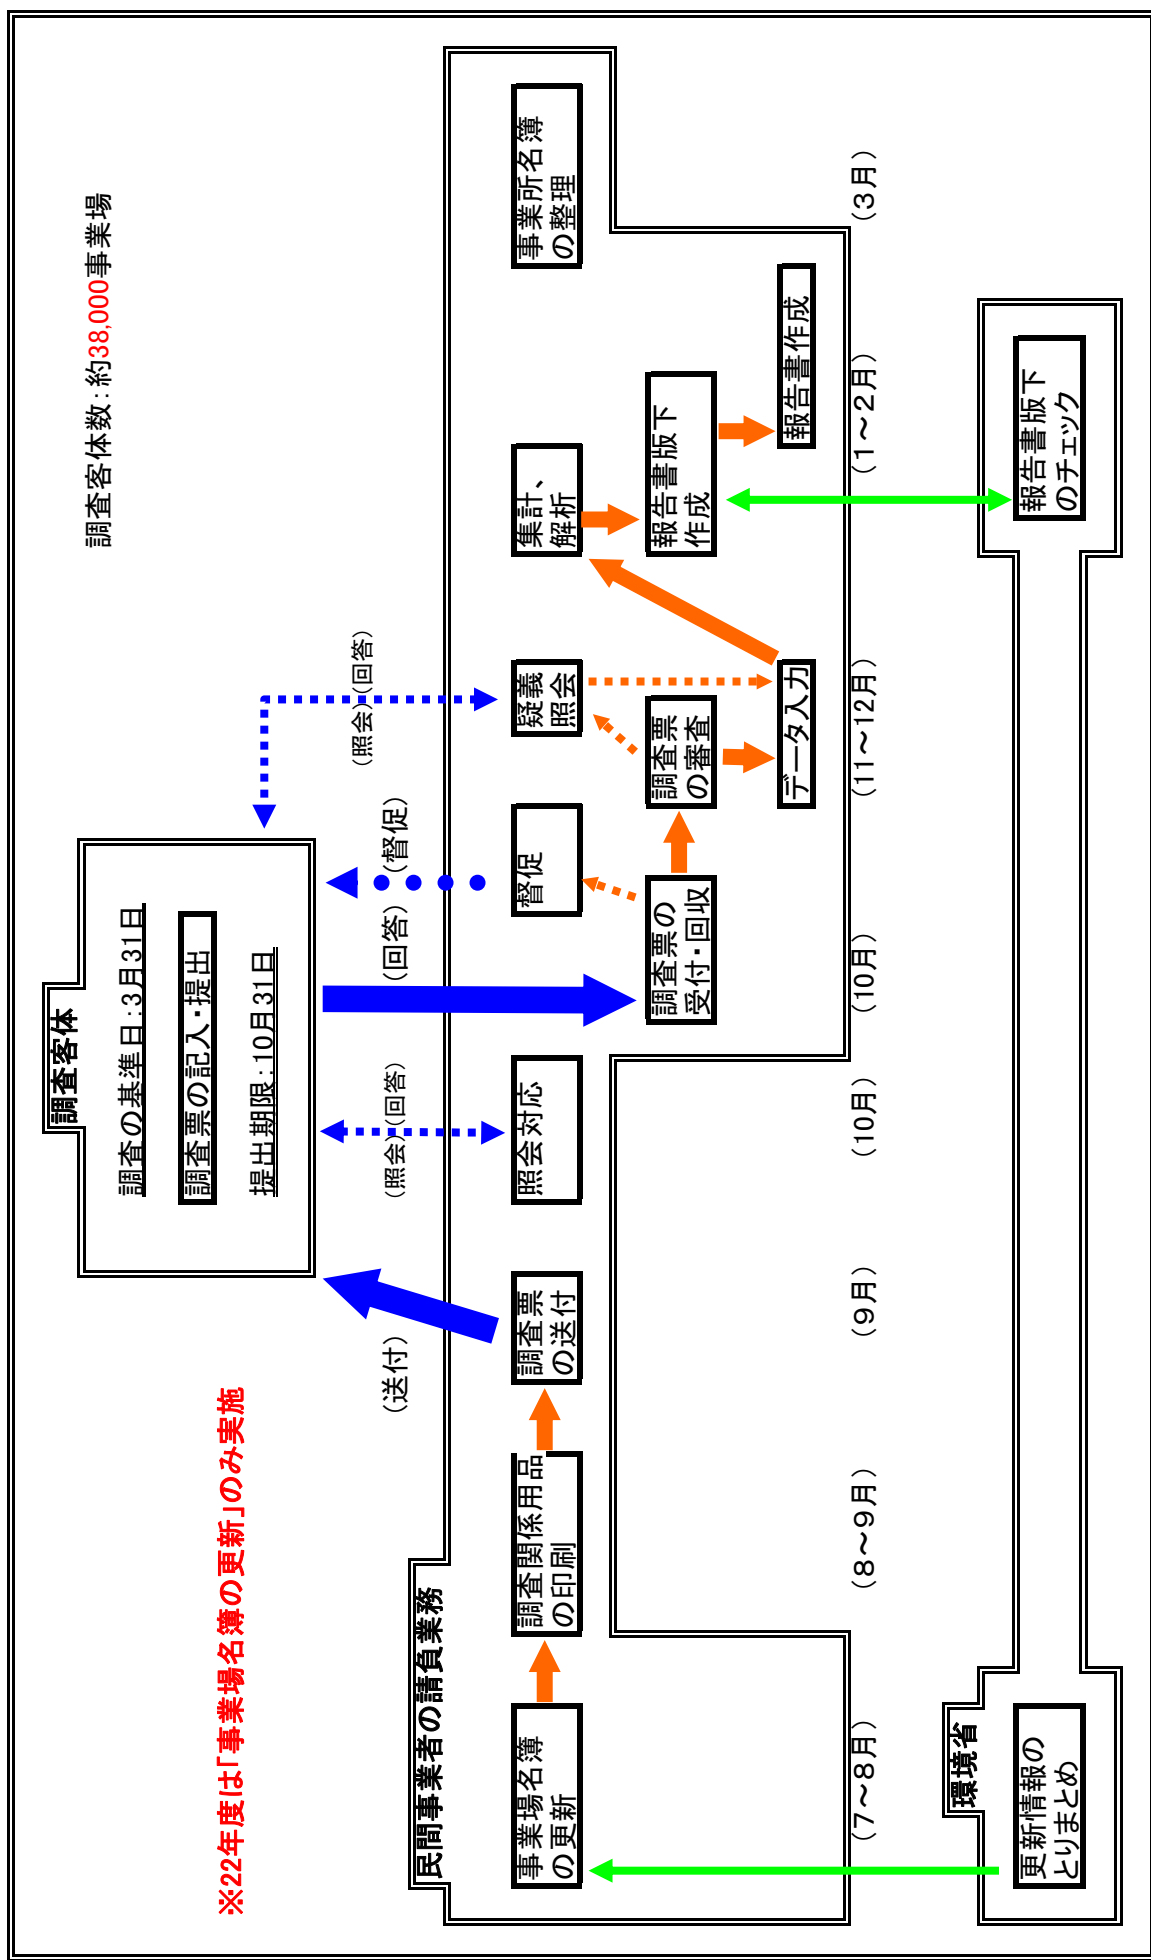 調査客体数：約38,000事業場
※22年度は「事業場名簿の更新」のみ実施
調査客体
調査の基準日：3月31日
調査票の記入・提出
提出期限：10月31日
（送付）
（照会）（回答）
（回答）
（督促）
（照会）（回答）
民間事業者の請負業務
事業場名簿
の更新
調査関係用品
の印刷
調査票
の送付
照会対応
督促
疑義
照会
集計、
解析
事業所名簿
の整理
調査票の
受付・回収
調査票
の審査
報告書版下
作成
データ入力
報告書作成
（7～8月）
（8～9月）
（9月）
（10月）
（10月）
（11～12月）
（1～2月）
（3月）
環境省
更新情報の
とりまとめ
報告書版下
のチェック